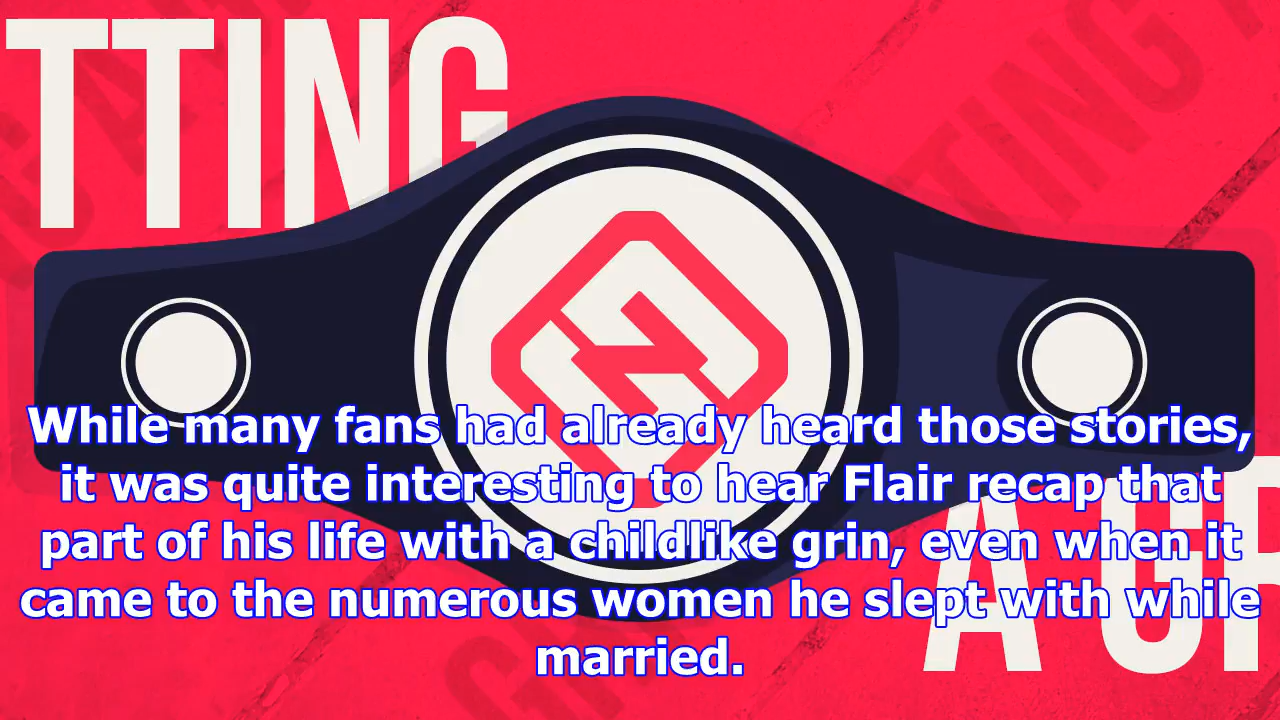 TTING
While many fans had already heard those stories,
it was quite interesting to hear Flair recap that
part of his life with a childlike grin, even when it
came to the numerous women he slept with while
married.
A GR